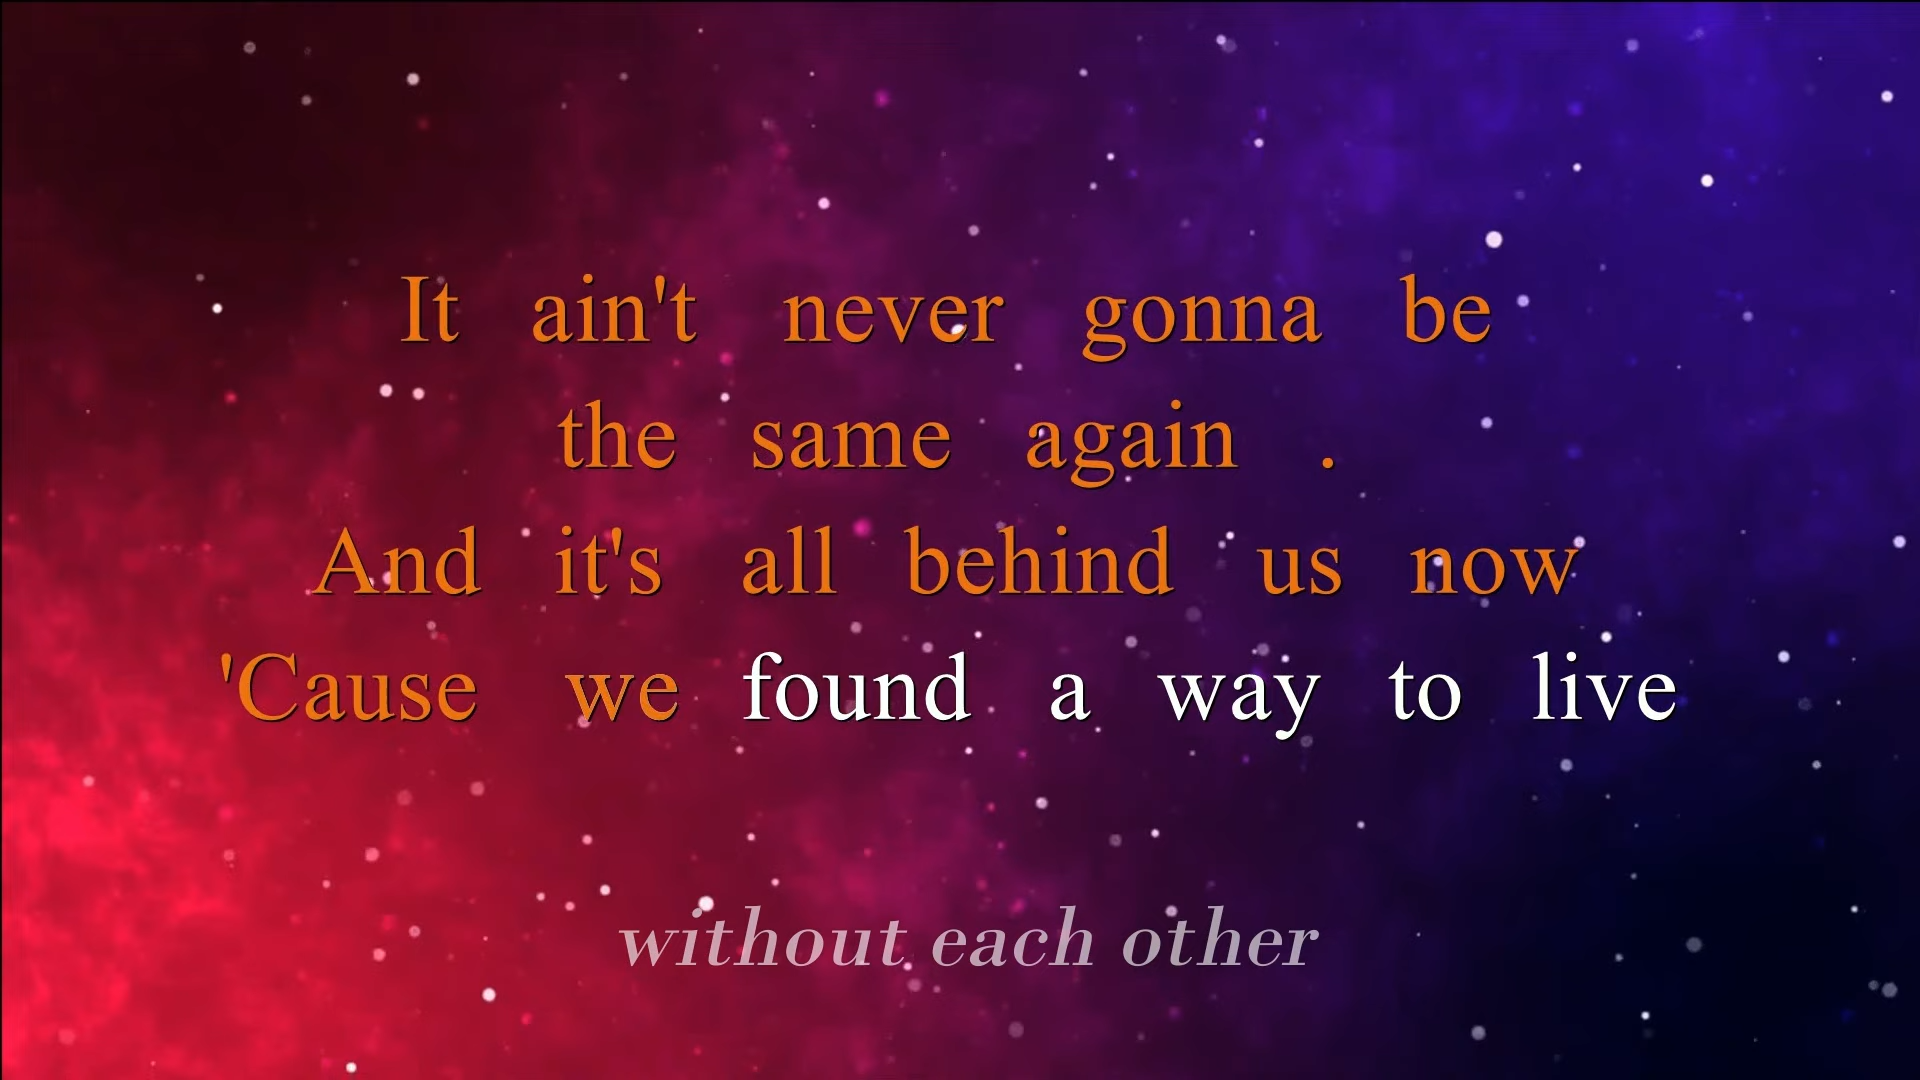 It ain't never gonna be
the same again .
And it's all behind us now
'Cause we found a way to live
without each other